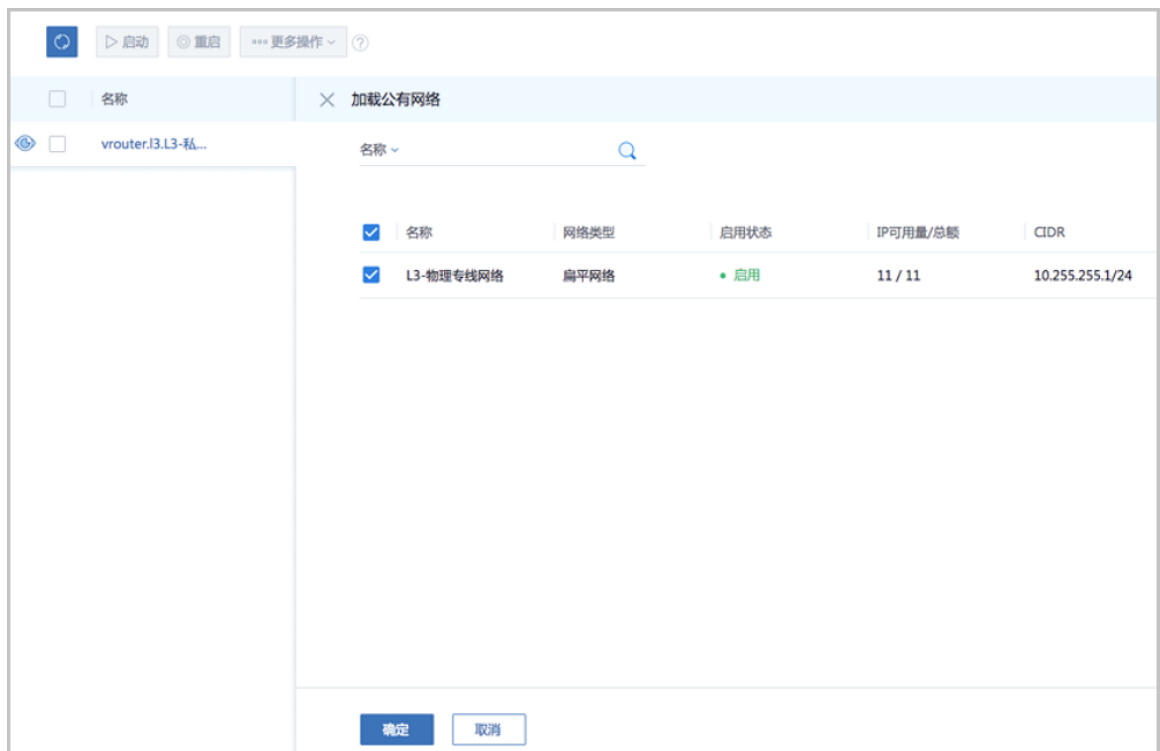 启动 重启 更多操作
名称 加载公有网络
vrouter.l3.L3-私... 名称
名称 网络类型 启用状态 IP可用量/总额 CIDR
L3-物理专线网络 扁平网络 启用 11 / 11 10.255.255.1/24
确定 取消